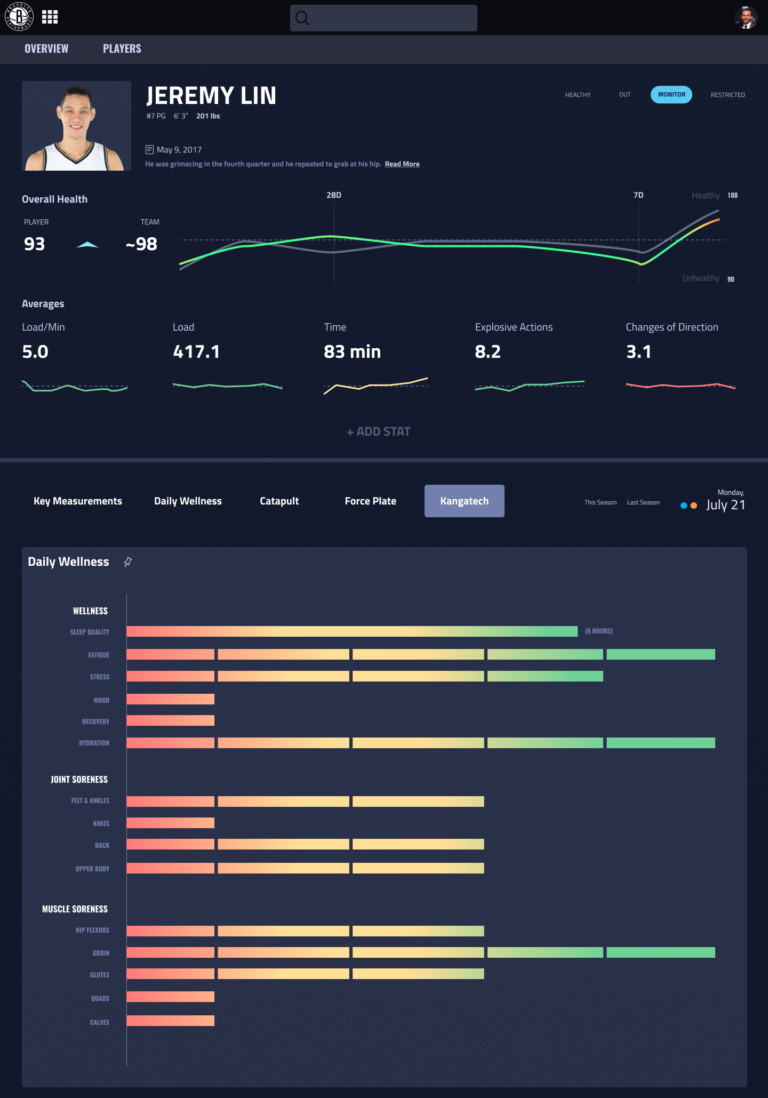 OVERVIEW PLAYERS
JEREMY LIN
HEALTHY OUT MONITOR RESTRICTED
#7 PG 6' 3" 201 lbs
May 9, 2017
He was grimacing in the fourth quarter and he repeated to grab at his hip. Read More
Overall Health
28D 7D Healthy 100
PLAYER TEAM
93 ~98
Unhealthy 90
Averages
Load/Min Load Time Explosive Actions Changes of Direction
5.0 417.1 83 min 8.2 3.1
+ ADD STAT
Key Measurements Daily Wellness Catapult Force Plate Kangatech
This Season Last Season
Monday,
July 21
Daily Wellness
WELLNESS
SLEEP QUALITY (6 HOURS)
FATIGUE
STRESS
MOOD
RECOVERY
HYDRATION
JOINT SORENESS
FEET & ANKLES
KNEES
BACK
UPPER BODY
MUSCLE SORENESS
HIP FLEXORS
GROIN
GLUTES
QUADS
CALVES